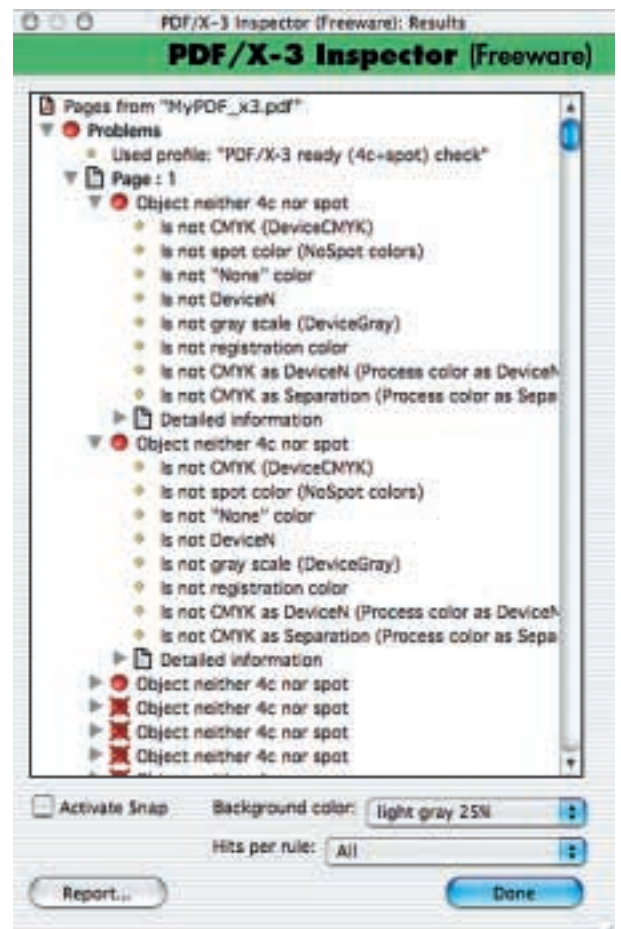 PDF/X-3 Inspector (Freeware): Results
PDF/X-3 Inspector (Freeware)
Pages from "MyPDF_x3.pdf"
Problems
Used profile: "PDF/X-3 ready (4c+spot) check"
Page : 1
Object neither 4c nor spot
Is not CMYK (DeviceCMYK)
Is not spot color (NoSpot colors)
Is not "None" color
Is not DeviceN
Is not gray scale (DeviceGray)
Is not registration color
Is not CMYK as DeviceN (Process color as DeviceN
Is not CMYK as Separation (Process color as Sepa
Detailed information
Object neither 4c nor spot
Is not CMYK (DeviceCMYK)
Is not spot color (NoSpot colors)
Is not "None" color
Is not DeviceN
Is not gray scale (DeviceGray)
Is not registration color
Is not CMYK as DeviceN (Process color as DeviceN
Is not CMYK as Separation (Process color as Sepa
Detailed information
Object neither 4c nor spot
Object neither 4c nor spot
Object neither 4c nor spot
Object neither 4c nor spot
Activate Snap Background color: light gray 25%
Hits per rule: All
Report... Done